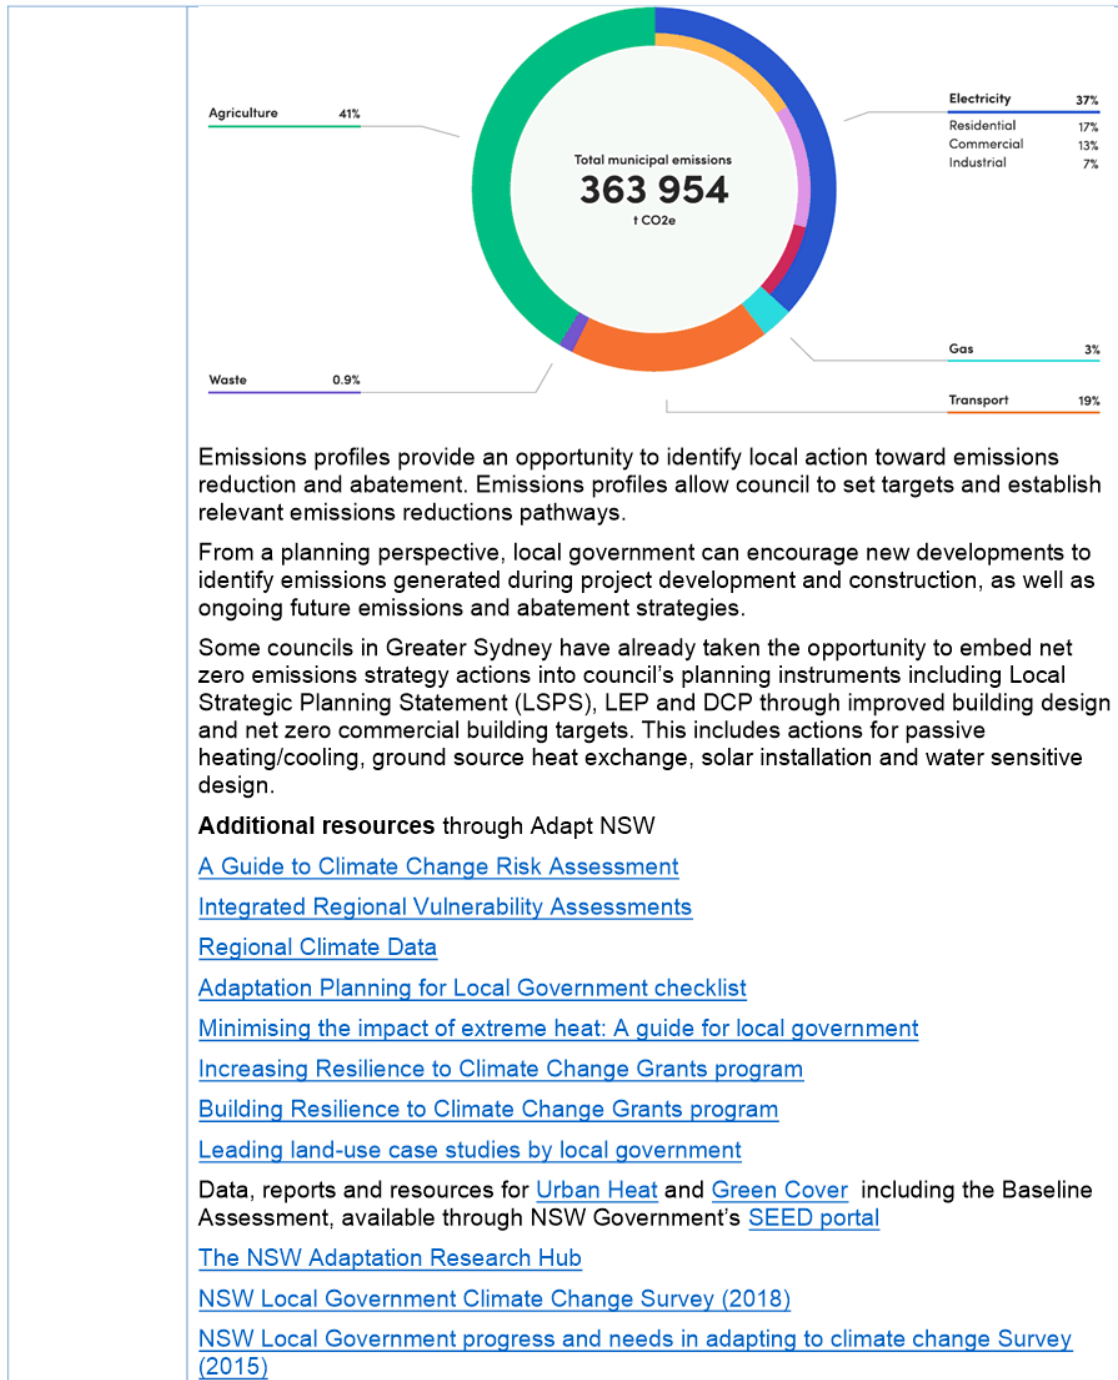 Agriculture 41%
Electricity 37%
Residential 17%
Commercial 13%
Industrial 7%
Total municipal emissions
363 954
t CO2e
Gas 3%
Waste 0.9%
Transport 19%
Emissions profiles provide an opportunity to identify local action toward emissions
reduction and abatement. Emissions profiles allow council to set targets and establish
relevant emissions reductions pathways.
From a planning perspective, local government can encourage new developments to
identify emissions generated during project development and construction, as well as
ongoing future emissions and abatement strategies.
Some councils in Greater Sydney have already taken the opportunity to embed net
zero emissions strategy actions into council's planning instruments including Local
Strategic Planning Statement (LSPS), LEP and DCP through improved building design
and net zero commercial building targets. This includes actions for passive
heating/cooling, ground source heat exchange, solar installation and water sensitive
design.
Additional resources through Adapt NSW
A Guide to Climate Change Risk Assessment
Integrated Regional Vulnerability Assessments
Regional Climate Data
Adaptation Planning for Local Government checklist
Minimising the impact of extreme heat: A guide for local government
Increasing Resilience to Climate Change Grants program
Building Resilience to Climate Change Grants program
Leading land-use case studies by local government
Data, reports and resources for Urban Heat and Green Cover including the Baseline
Assessment, available through NSW Government's SEED portal
The NSW Adaptation Research Hub
NSW Local Government Climate Change Survey (2018)
NSW Local Government progress and needs in adapting to climate change Survey
(2015)